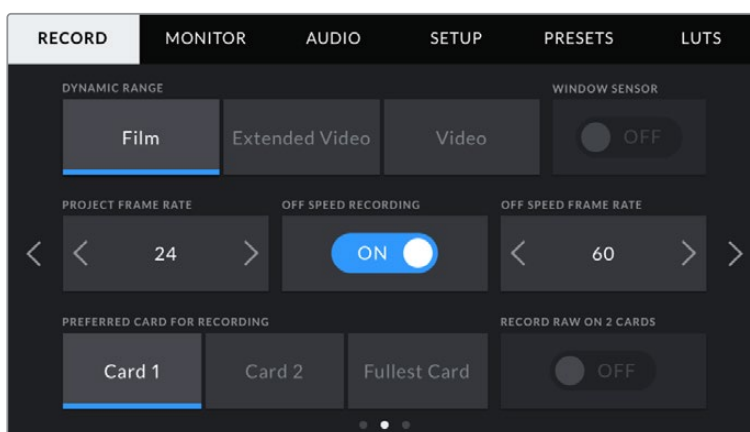 RECORD MONITOR AUDIO SETUP PRESETS LUTS
DYNAMIC RANGE WINDOW SENSOR
Film Extended Video Video OFF
PROJECT FRAME RATE OFF SPEED RECORDING OFF SPEED FRAME RATE
24 ON 60
PREFERRED CARD FOR RECORDING RECORD RAW ON 2 CARDS
Card 1 Card 2 Fullest Card OFF